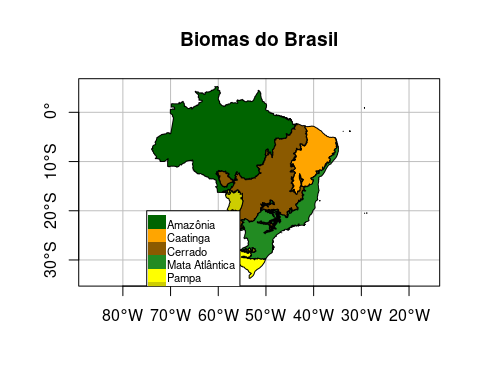 Biomas do Brasil
0°
10°S
20°S
30°S
Amazônia
Caatinga
Cerrado
Mata Atlântica
Pampa
80°W 70°W 60°W 50°W 40°W 30°W 20°W